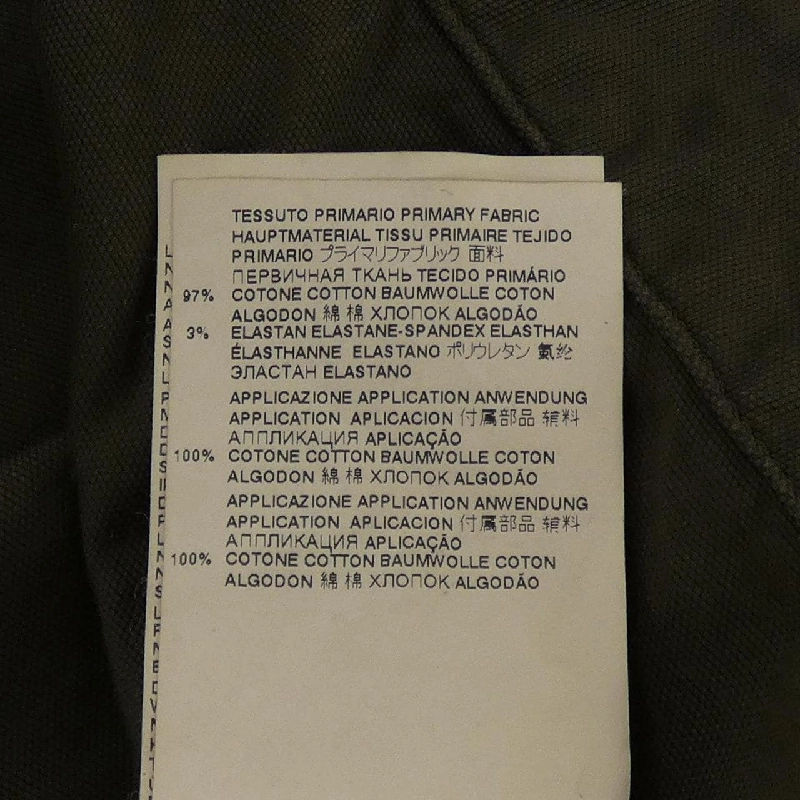 TESSUTO PRIMARIO PRIMARY FABRIC
HAUPTMATERIAL TISSU PRIMAIRE TEJIDO
PRIMARIO プライマリファブリック 面料
ПЕРВИЧНАЯ ТКАНЬ TECIDO PRIMÁRIO
97% COTONE COTTON BAUMWOLLE COTON
ALGODON 綿 棉 ХЛОПОК ALGODÃO
3% ELASTAN ELASTANE-SPANDEX ELASTHAN
ÉLASTHANNE ELASTANO ポリウレタン 氨纶
ЭЛАСТАН ELASTANO
APPLICAZIONE APPLICATION ANWENDUNG
APPLICATION APLICACION 付属部品 辅料
АППЛИКАЦИЯ APLICAÇÃO
100% COTONE COTTON BAUMWOLLE COTON
ALGODON 綿 棉 ХЛОПОК ALGODÃO
APPLICAZIONE APPLICATION ANWENDUNG
APPLICATION APLICACION 付属部品 辅料
АППЛИКАЦИЯ APLICAÇÃO
100% COTONE COTTON BAUMWOLLE COTON
ALGODON 綿 棉 ХЛОПОК ALGODÃO